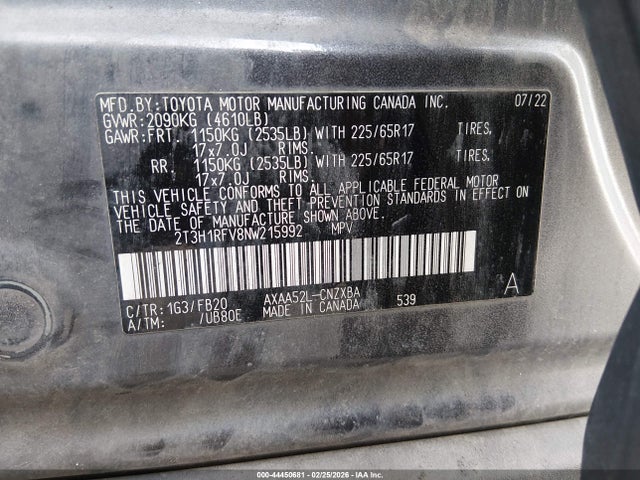 MFD.BY:TOYOTA MOTOR MANUFACTURING CANADA INC. 07/22
GVWR:2090KG (4610LB)
GAWR:FRT. 1150KG (2535LB) WITH 225/65R17 TIRES,
17x7.0J RIMS.
RR. 1150KG (2535LB) WITH 225/65R17 TIRES,
17x7.0J RIMS.
THIS VEHICLE CONFORMS TO ALL APPLICABLE FEDERAL MOTOR
VEHICLE SAFETY AND THEFT PREVENTION STANDARDS IN EFFECT
ON THE DATE OF MANUFACTURE SHOWN ABOVE.
2T3H1RFV8NW215992 MPV
C/TR: 1G3/FB20 AXAA52L-CNZXBA A
A/TM: /UB80E MADE IN CANADA 539
000-44450681 - 02/25/2026 - IAAI.COM